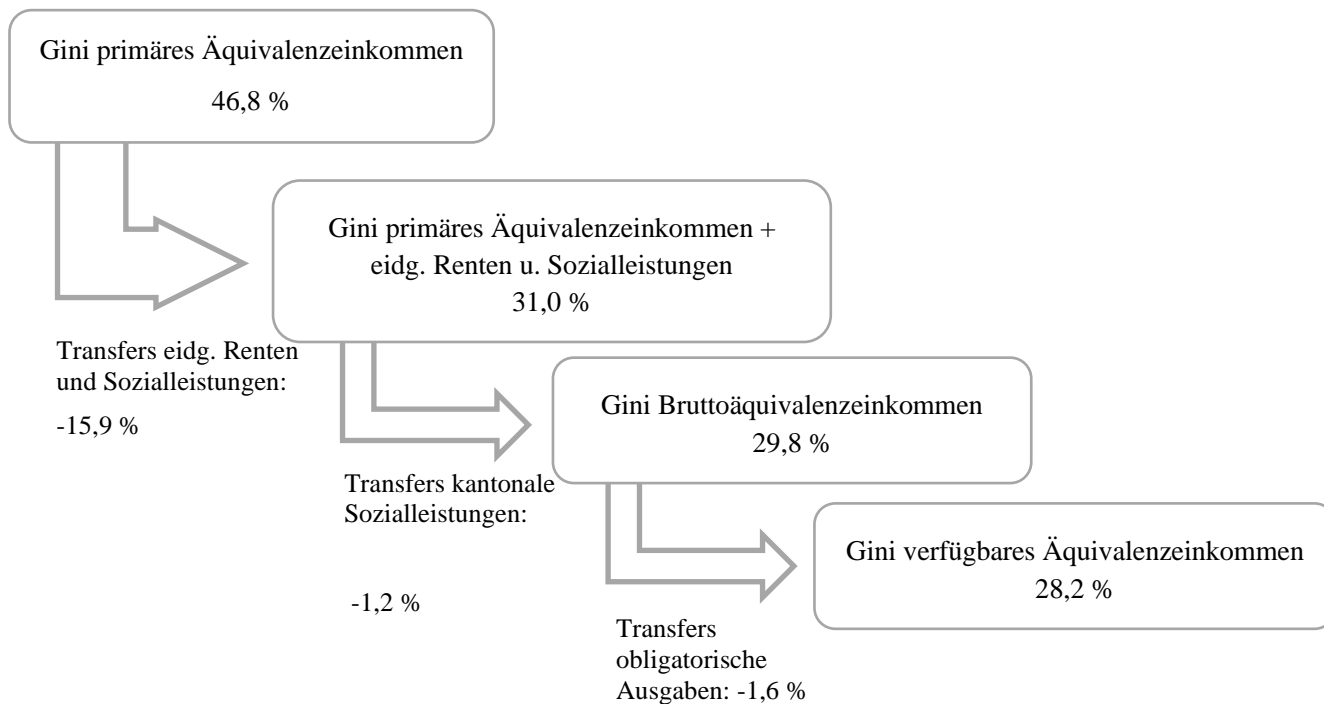 Gini primäres Äquivalenzeinkommen
46,8 %
Gini primäres Äquivalenzeinkommen +
eidg. Renten u. Sozialleistungen
31,0 %
Transfers eidg. Renten
und Sozialleistungen:
-15,9 %
Gini Bruttoäquivalenzeinkommen
29,8 %
Transfers kantonale
Sozialleistungen:
-1,2 %
Gini verfügbares Äquivalenzeinkommen
28,2 %
Transfers
obligatorische
Ausgaben: -1,6 %